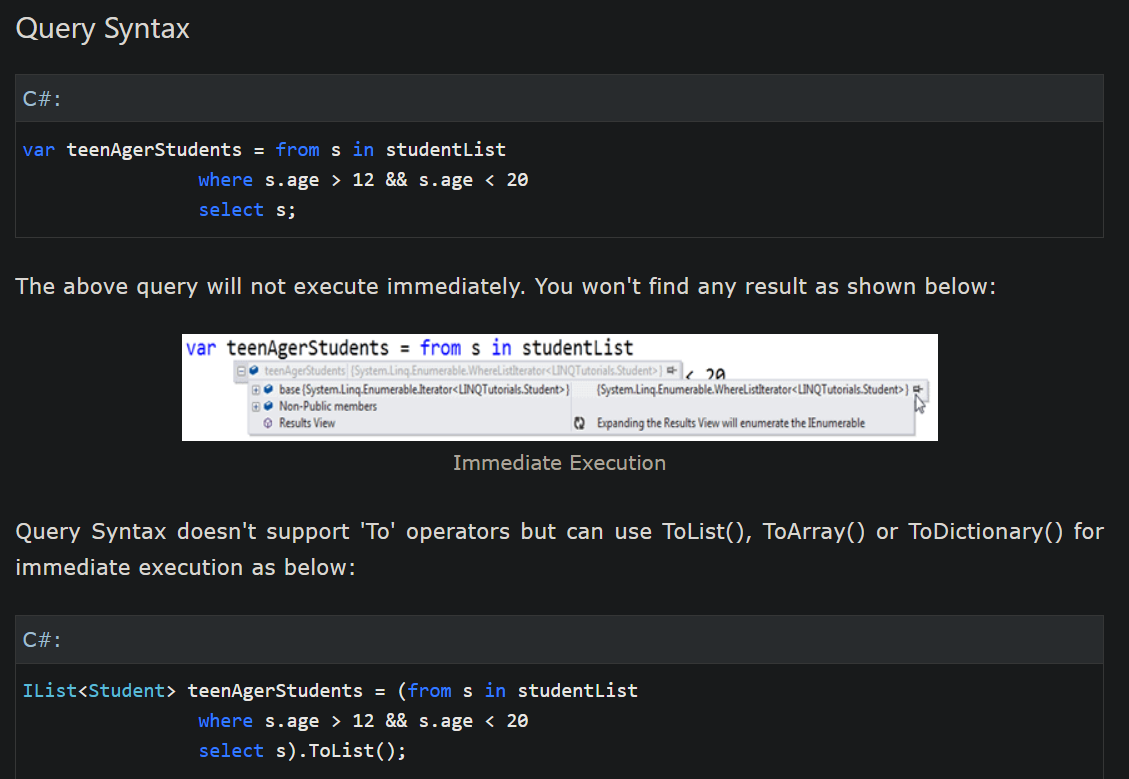 Query Syntax
C#:
var teenAgerStudents = from s in studentList
where s.age > 12 && s.age < 20
select s;
The above query will not execute immediately. You won't find any result as shown below:
var teenAgerStudents = from s in studentList
teenAgerStudents {System.Linq.Enumerable.WhereListIterator<LINQTutorials.Student>} < 20
base {System.Linq.Enumerable.Iterator<LINQTutorials.Student>} {System.Linq.Enumerable.WhereListIterator<LINQTutorials.Student>}
Non-Public members
Results View Expanding the Results View will enumerate the IEnumerable
Immediate Execution
Query Syntax doesn't support 'To' operators but can use ToList(), ToArray() or ToDictionary() for
immediate execution as below:
C#:
IList<Student> teenAgerStudents = (from s in studentList
where s.age > 12 && s.age < 20
select s).ToList();